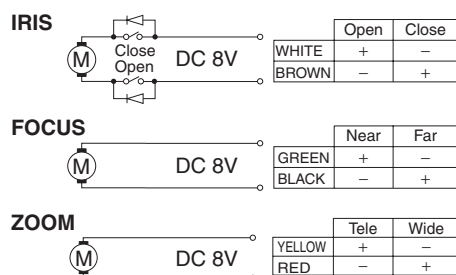 IRIS
Open Close
Close
Open
M
DC 8V
WHITE + −
BROWN − +
FOCUS
Near Far
M
DC 8V
GREEN + −
BLACK − +
ZOOM
Tele Wide
M
DC 8V
YELLOW + −
RED − +